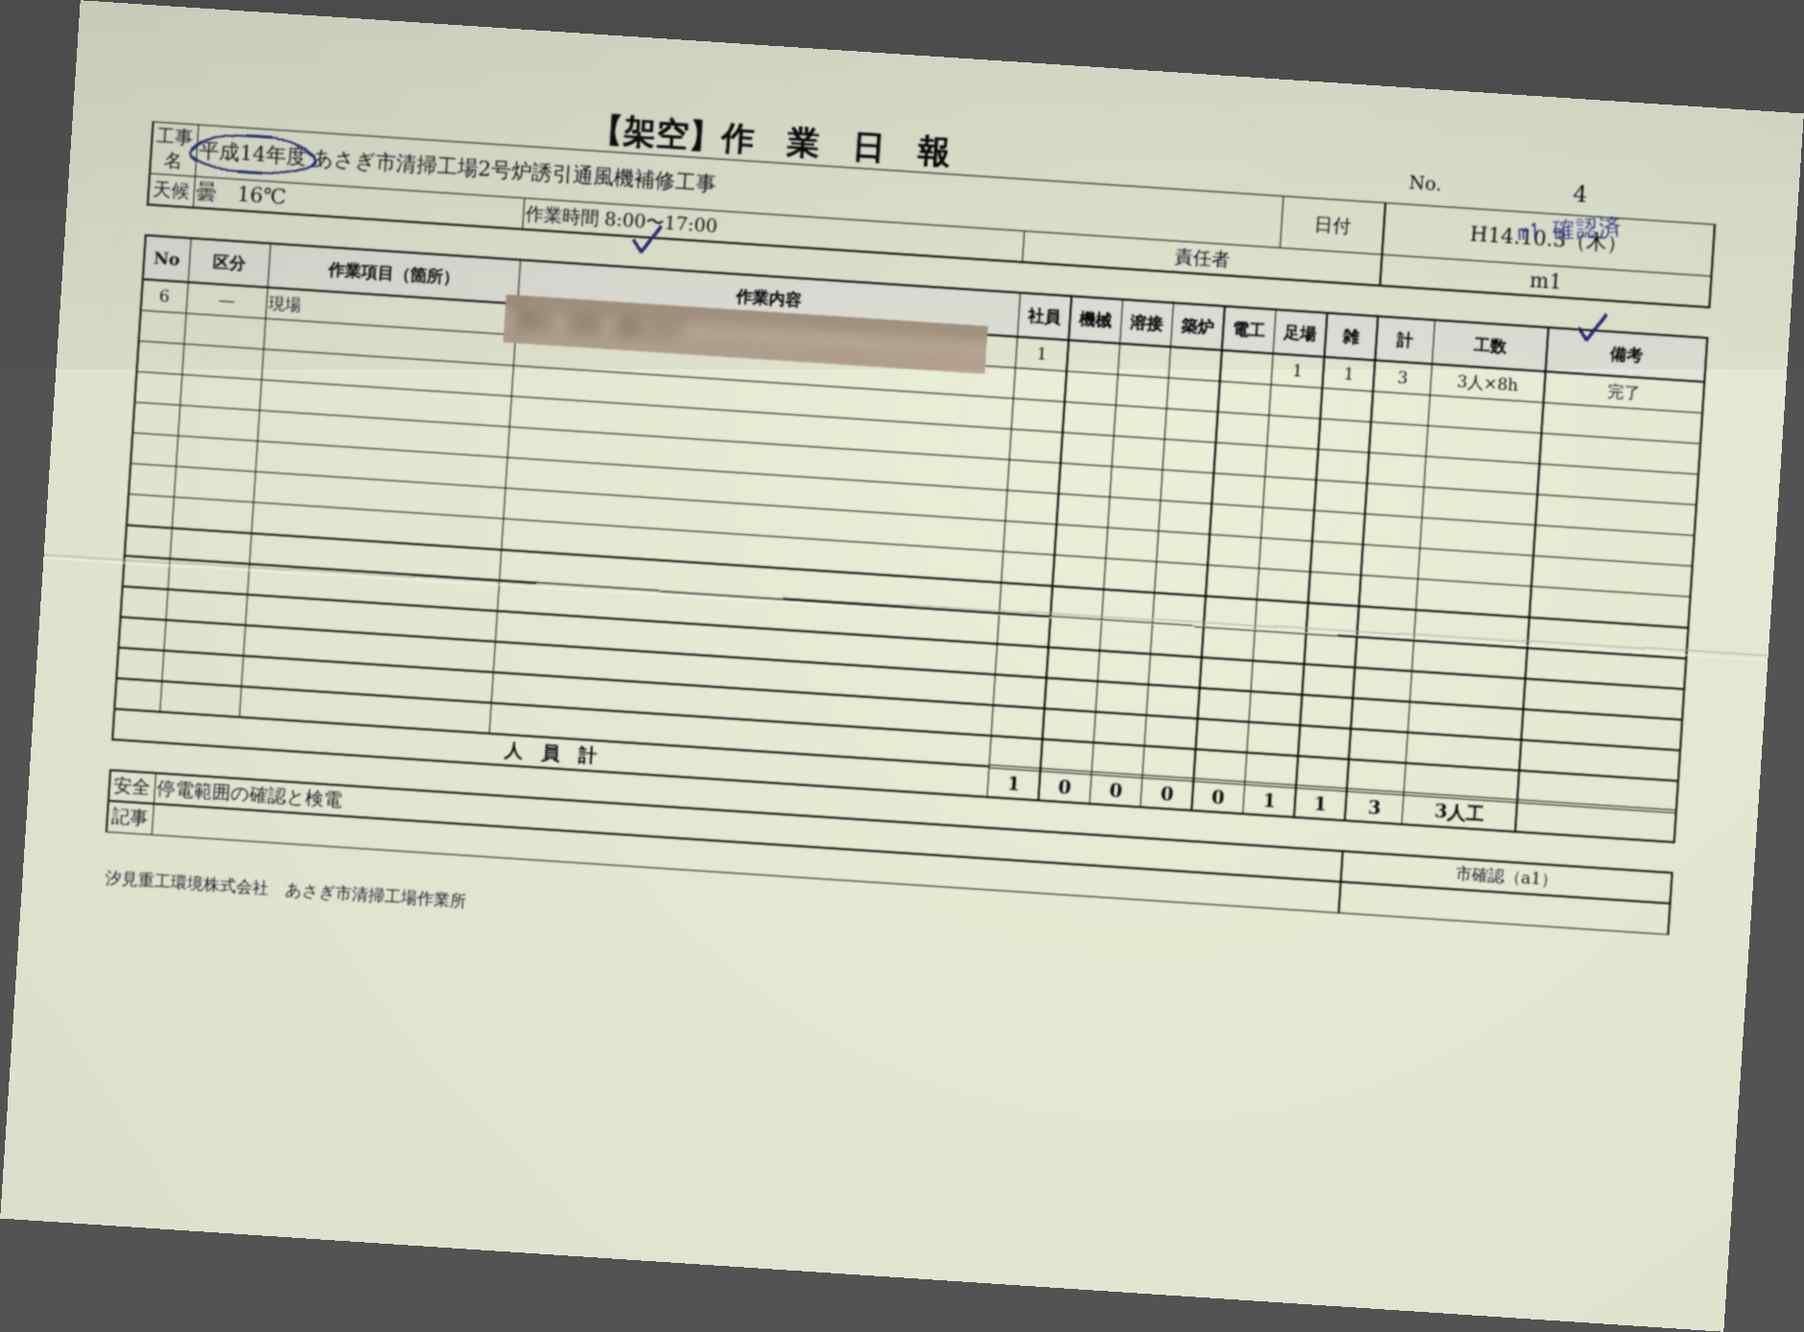 【架空】作 業 日 報
No. 4
工事名 平成14年度 あさぎ市清掃工場2号炉誘引通風機補修工事 日付 H14.10.3（木）
m1 確認済
天候 曇 16℃ 作業時間 8:00〜17:00 責任者 m1
No 区分 作業項目（箇所） 作業内容 社員 機械 溶接 築炉 電工 足場 雑 計 工数 備考
6 — 現場 1 1 1 3 3人×8h 完了
人 員 計 1 0 0 0 0 1 1 3 3人工
安全 停電範囲の確認と検電 市確認（a1）
記事
汐見重工環境株式会社 あさぎ市清掃工場作業所